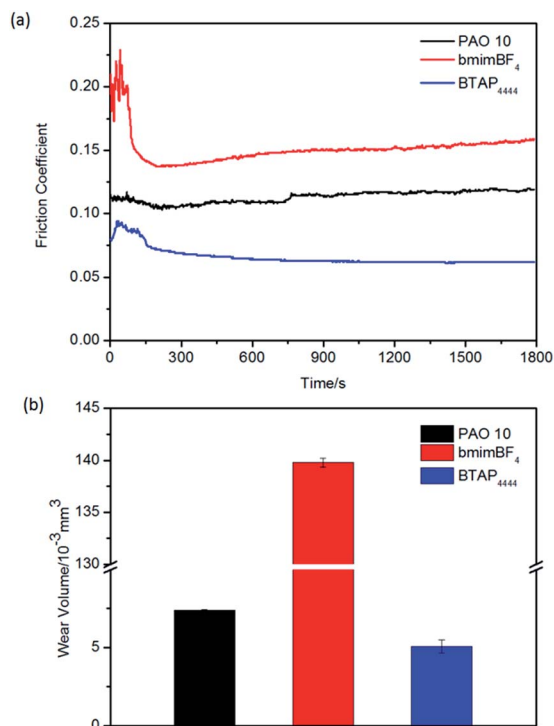 (a)
0.25
0.20
0.15
0.10
0.05
0.00
Friction Coefficient
PAO 10
bmimBF₄
BTAP₄₄₄₄
0 300 600 900 1200 1500 1800
Time/s
(b)
145
140
135
130
5
0
Wear Volume/10⁻³mm³
PAO 10
bmimBF₄
BTAP₄₄₄₄